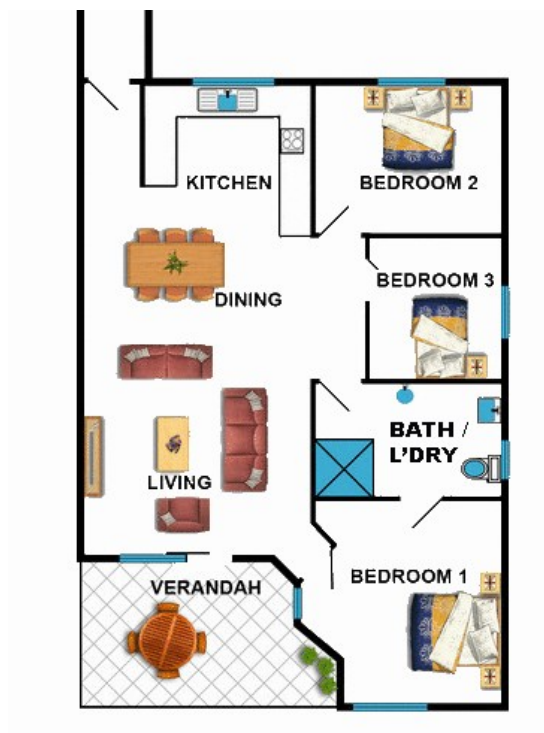 KITCHEN
BEDROOM 2
BEDROOM 3
DINING
BATH /
L'DRY
LIVING
BEDROOM 1
VERANDAH